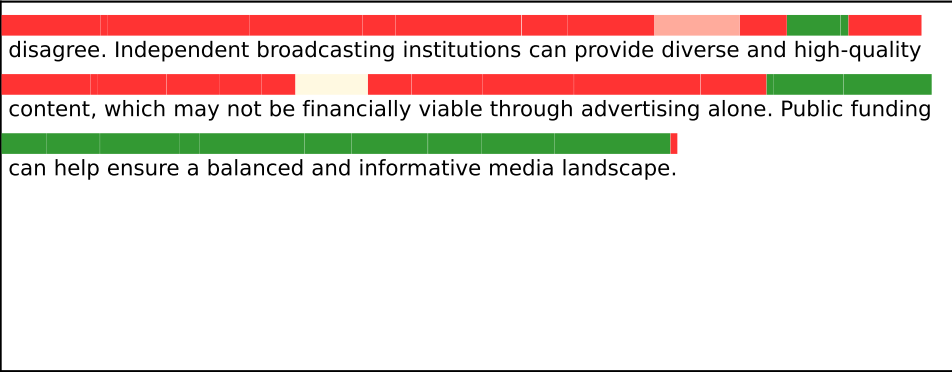 disagree. Independent broadcasting institutions can provide diverse and high-quality
content, which may not be financially viable through advertising alone. Public funding
can help ensure a balanced and informative media landscape.